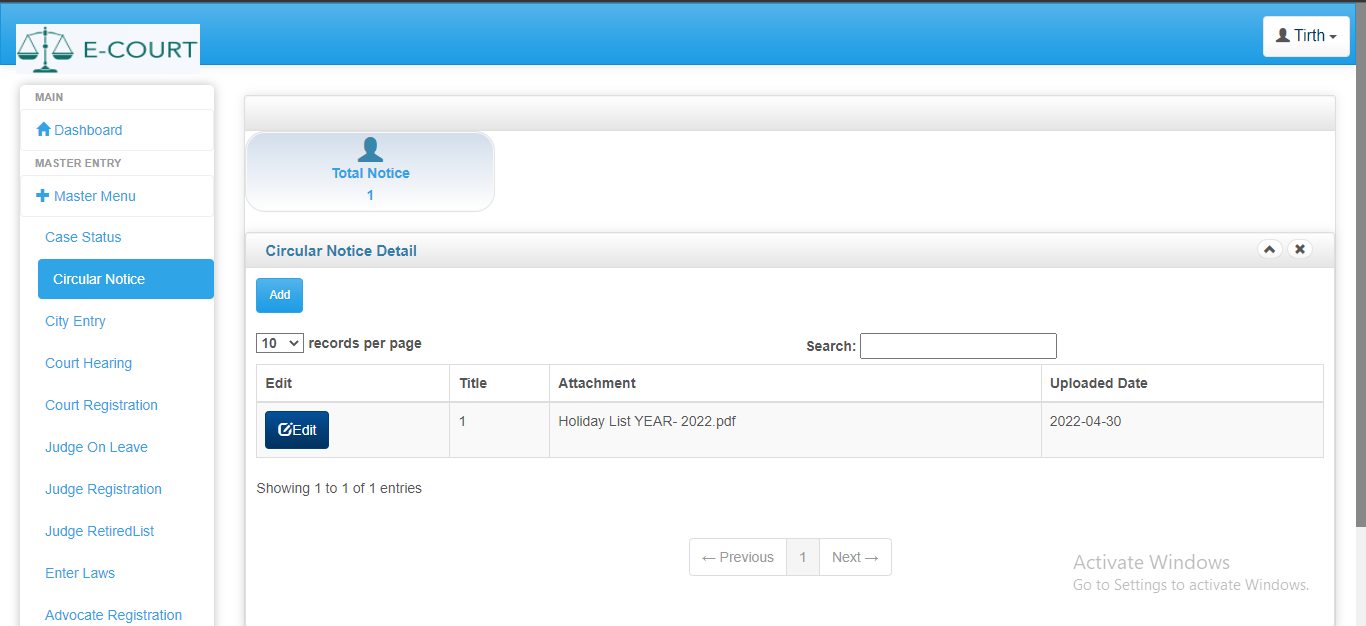 E-COURT
Tirth
MAIN
Dashboard
MASTER ENTRY
Master Menu
Case Status
Circular Notice
City Entry
Court Hearing
Court Registration
Judge On Leave
Judge Registration
Judge RetiredList
Enter Laws
Advocate Registration
Total Notice
1
Circular Notice Detail
Add
10 records per page
Search:
Edit Title Attachment Uploaded Date
Edit 1 Holiday List YEAR- 2022.pdf 2022-04-30
Showing 1 to 1 of 1 entries
← Previous 1 Next →
Activate Windows
Go to Settings to activate Windows.